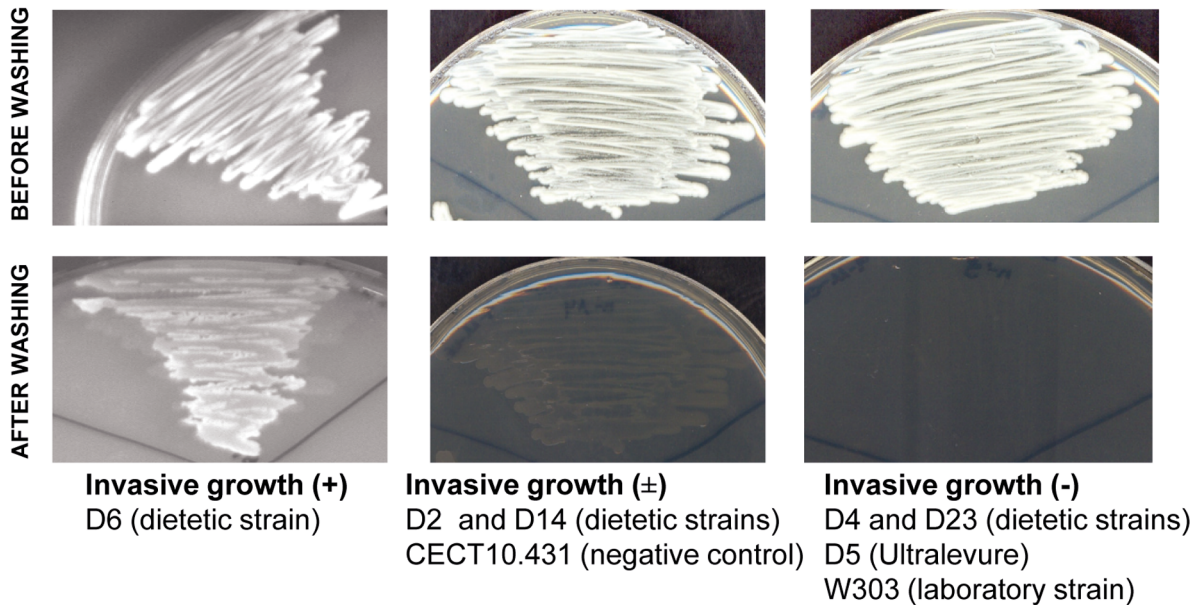 BEFORE WASHING
AFTER WASHING
Invasive growth (+)
D6 (dietetic strain)
Invasive growth (±)
D2 and D14 (dietetic strains)
CECT10.431 (negative control)
Invasive growth (-)
D4 and D23 (dietetic strains)
D5 (Ultralevure)
W303 (laboratory strain)